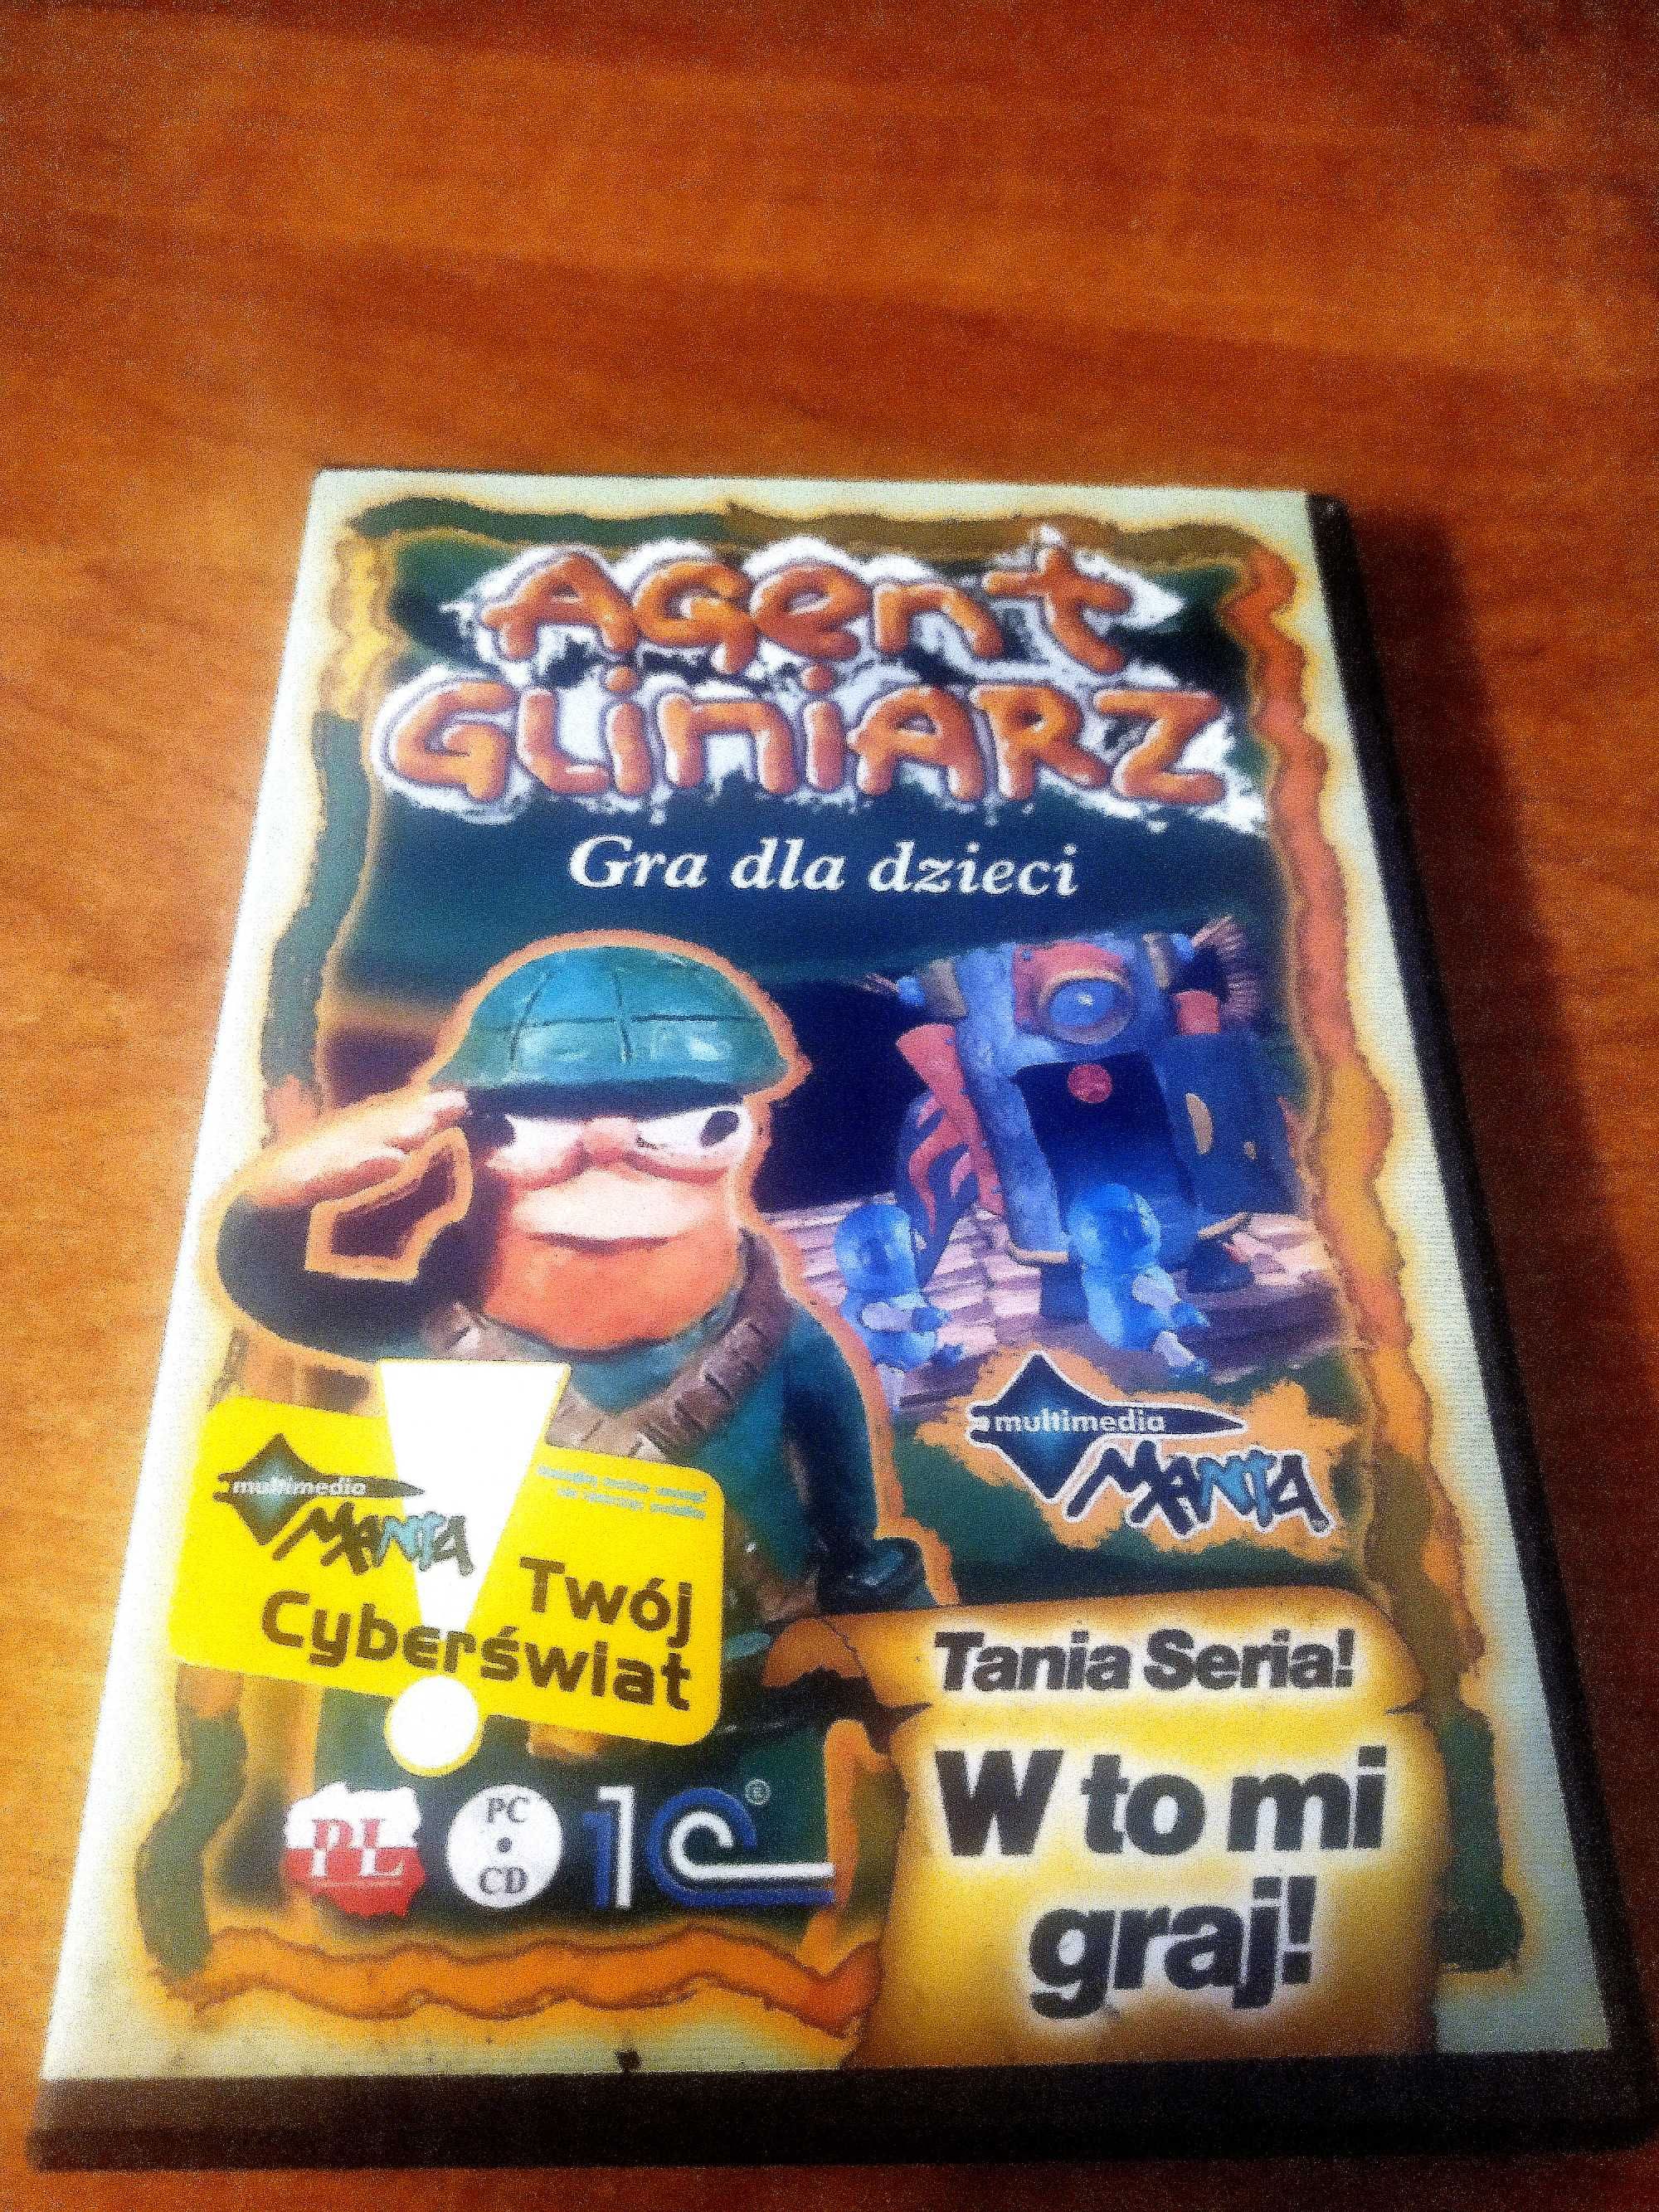 Agent
Gliniarz
Gra dla dzieci
multimedia
Mania
multimedia
Mania
Twój
Cyberświat
Tania Seria!
W to mi
graj!
PL
PC
CD
1C®